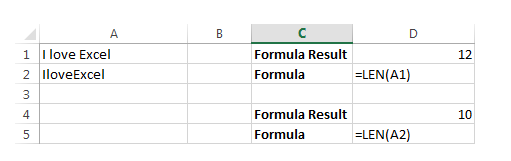 A B C D
1 I love Excel Formula Result 12
2 IloveExcel Formula =LEN(A1)
3
4 Formula Result 10
5 Formula =LEN(A2)